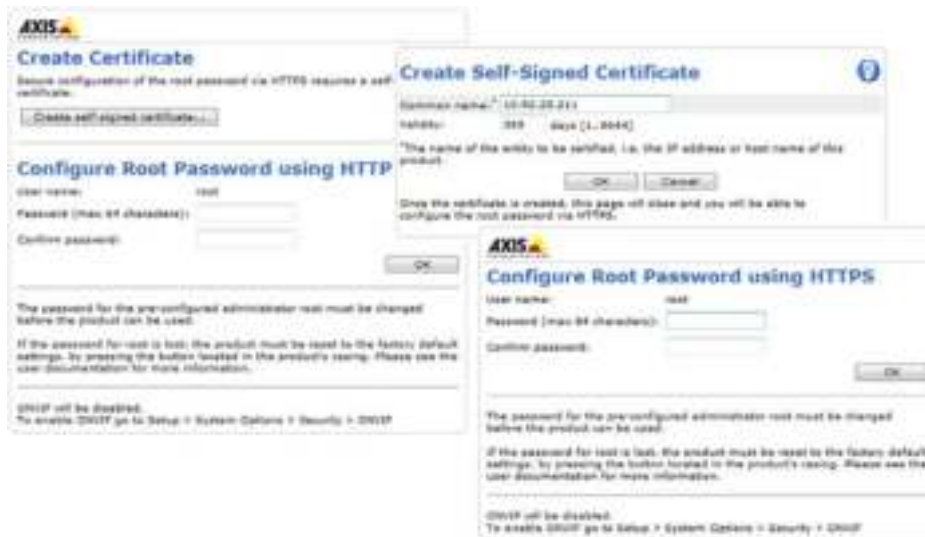 AXIS
Create Certificate
Secure configuration of the root password via HTTPS requires a self
certificate.
Create self-signed certificate...
Configure Root Password using HTTP
User name: root
Password (max 64 characters):
Confirm password:
OK
The password for the pre-configured administrator root must be changed
before the product can be used.
If the password for root is lost, the product must be reset to the factory default
settings, by pressing the button located in the product's casing. Please see the
user documentation for more information.
ONVIF will be disabled.
To enable ONVIF go to Setup > System Options > Security > ONVIF
Create Self-Signed Certificate
Common name:*
Validity: days
*The name of the entity to be certified, i.e. the IP address or host name of this
product.
OK Cancel
Once the certificate is created, this page will close and you will be able to
configure the root password via HTTPS.
AXIS
Configure Root Password using HTTPS
User name: root
Password (max 64 characters):
Confirm password:
OK
The password for the pre-configured administrator root must be changed
before the product can be used.
If the password for root is lost, the product must be reset to the factory default
settings, by pressing the button located in the product's casing. Please see the
user documentation for more information.
ONVIF will be disabled.
To enable ONVIF go to Setup > System Options > Security > ONVIF